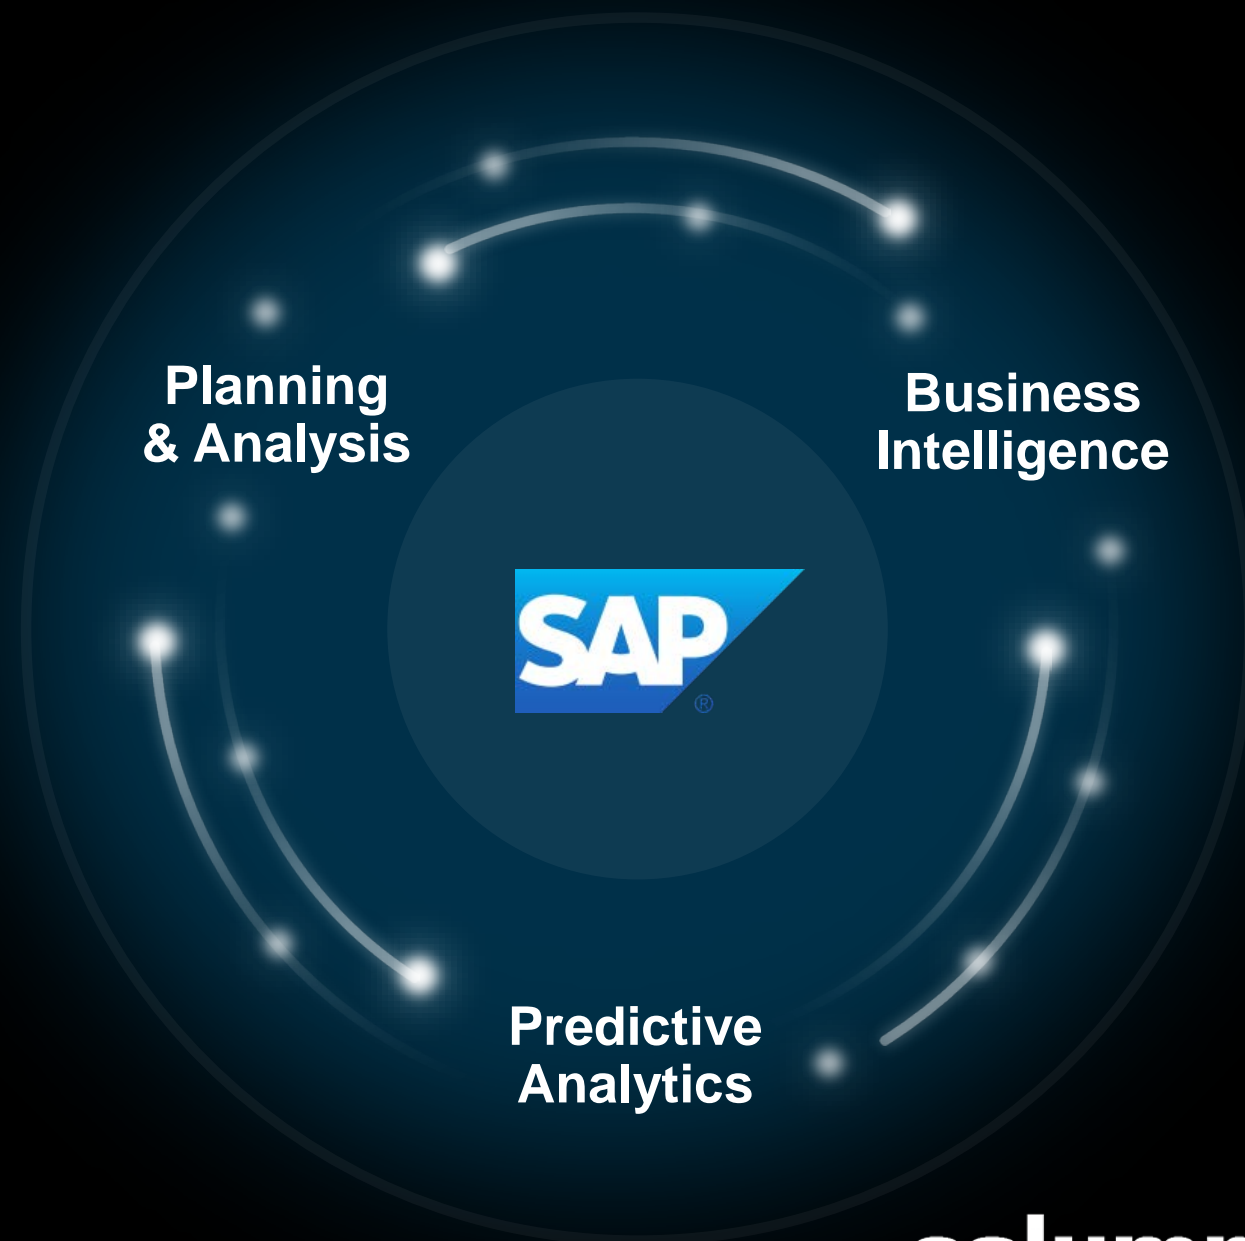 Planning
& Analysis
Business
Intelligence
SAP
®
Predictive
Analytics